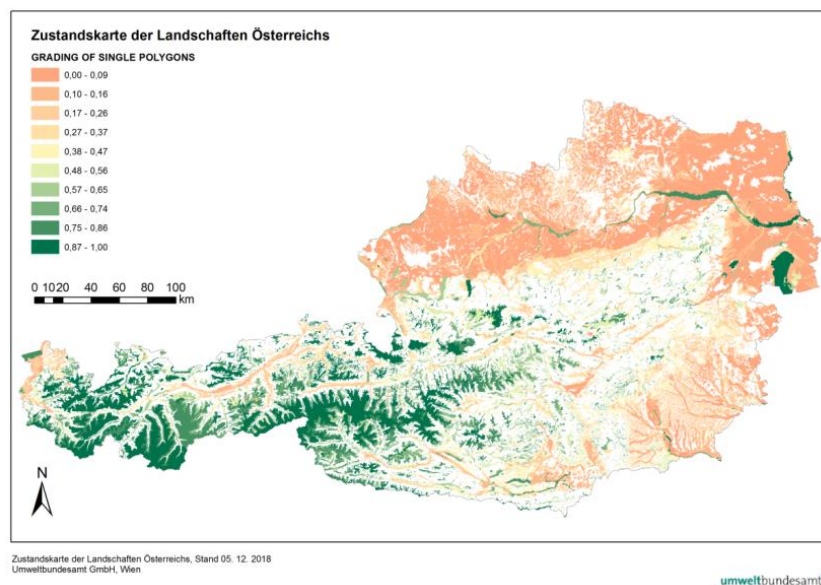 Zustandskarte der Landschaften Österreichs
GRADING OF SINGLE POLYGONS
0,00 - 0,09
0,10 - 0,16
0,17 - 0,26
0,27 - 0,37
0,38 - 0,47
0,48 - 0,56
0,57 - 0,65
0,66 - 0,74
0,75 - 0,86
0,87 - 1,00
0 10 20 40 60 80 100
km
N
Zustandskarte der Landschaften Österreichs, Stand 05. 12. 2018
Umweltbundesamt GmbH, Wien
umweltbundesamt